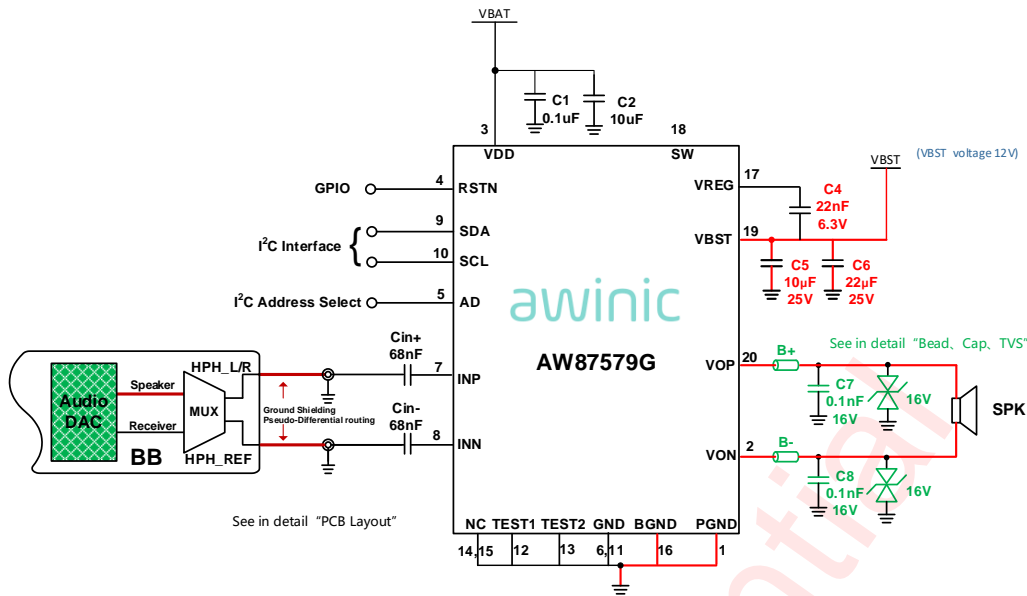 VBAT
C1
0.1uF
C2
10uF
3
18
VDD
SW
(VBST voltage 12V)
VBST
GPIO
4
RSTN
VREG
17
C4
22nF
6.3V
9
SDA
I²C Interface
10
SCL
VBST
19
C5
10µF
25V
C6
22µF
25V
I²C Address Select
5
AD
awinic
AW87579G
See in detail “Bead、Cap、TVS”
Cin+
68nF
7
INP
VOP
20
B+
C7
0.1nF
16V
16V
SPK
HPH_L/R
Speaker
Audio
DAC
MUX
Ground Shielding
Pseudo-Differential routing
Receiver
BB
HPH_REF
Cin-
68nF
8
INN
VON
2
B-
C8
0.1nF
16V
16V
See in detail “PCB Layout”
NC
TEST1
TEST2
GND
BGND
PGND
14,15
12
13
6,11
16
1
ntial